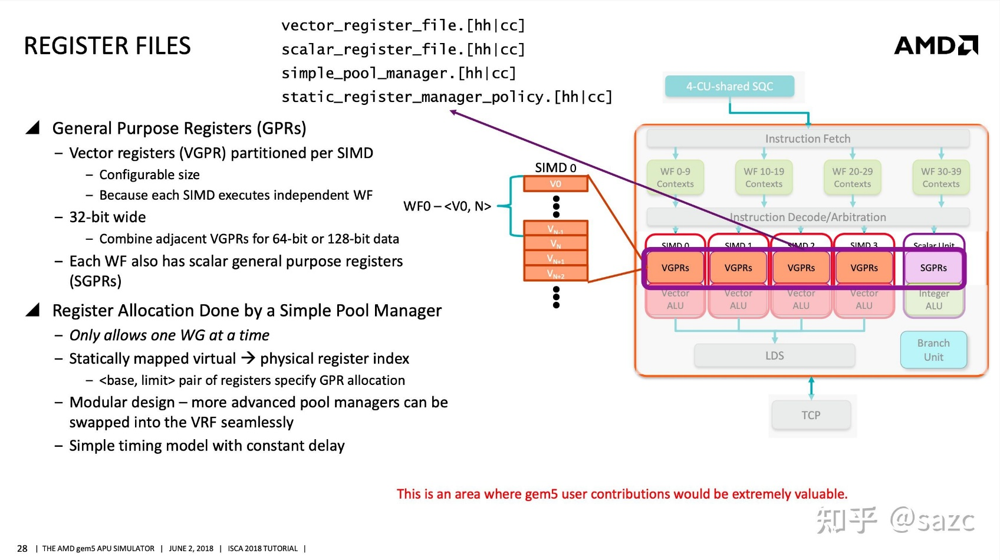 vector_register_file.[hh|cc]
REGISTER FILES
scalar_register_file.[hh|cc]
simple_pool_manager.[hh|cc]
static_register_manager_policy.[hh|cc]
AMD
General Purpose Registers (GPRs)
– Vector registers (VGPR) partitioned per SIMD
– Configurable size
– Because each SIMD executes independent WF
– 32-bit wide
– Combine adjacent VGPRs for 64-bit or 128-bit data
– Each WF also has scalar general purpose registers
(SGPRs)
Register Allocation Done by a Simple Pool Manager
– Only allows one WG at a time
– Statically mapped virtual → physical register index
– <base, limit> pair of registers specify GPR allocation
– Modular design – more advanced pool managers can be
swapped into the VRF seamlessly
– Simple timing model with constant delay
SIMD 0
V0
WF0 – <V0, N>
VN-1
VN
VN+1
VN+2
4-CU-shared SQC
Instruction Fetch
WF 0-9
Contexts
WF 10-19
Contexts
WF 20-29
Contexts
WF 30-39
Contexts
Instruction Decode/Arbitration
SIMD 0
SIMD 1
SIMD 2
SIMD 3
Scalar Unit
VGPRs
VGPRs
VGPRs
VGPRs
SGPRs
Vector
ALU
Vector
ALU
Vector
ALU
Vector
ALU
Integer
ALU
LDS
Branch
Unit
TCP
This is an area where gem5 user contributions would be extremely valuable.
知乎 @sazc
28 | THE AMD gem5 APU SIMULATOR | JUNE 2, 2018 | ISCA 2018 TUTORIAL |